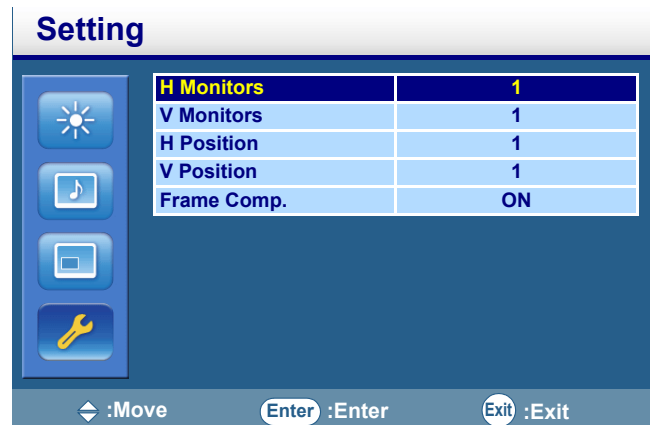 Setting
H Monitors 1
V Monitors 1
H Position 1
V Position 1
Frame Comp. ON
:Move Enter :Enter Exit :Exit